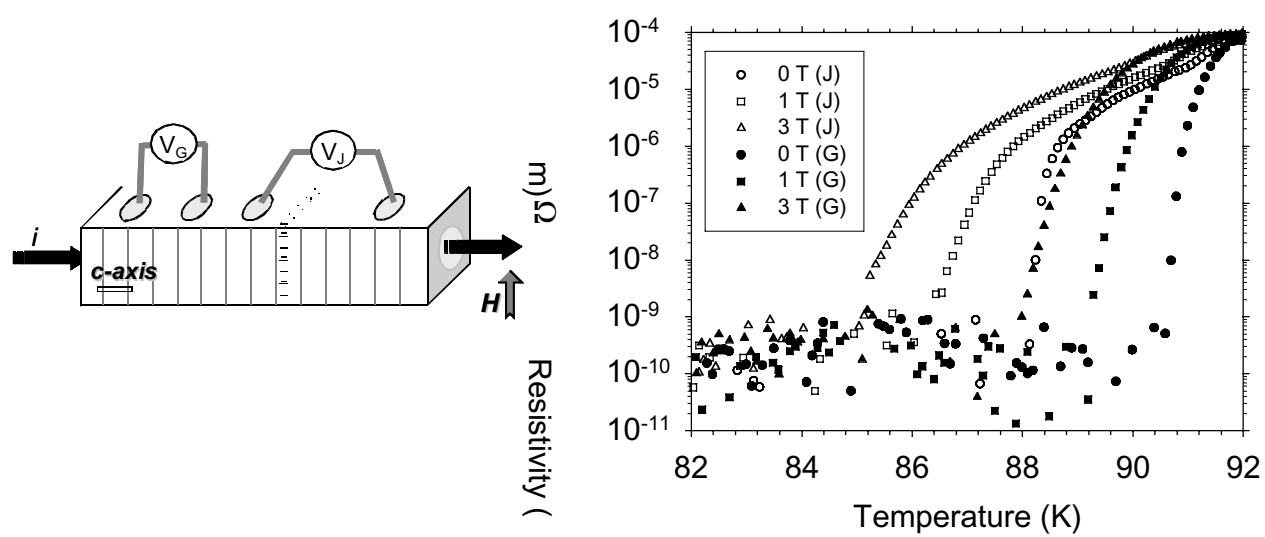 V_G
V_J
i
c-axis
H
Resistivity (Ωm)
10^-4
10^-5
10^-6
10^-7
10^-8
10^-9
10^-10
10^-11
0 T (J)
1 T (J)
3 T (J)
0 T (G)
1 T (G)
3 T (G)
82 84 86 88 90 92
Temperature (K)